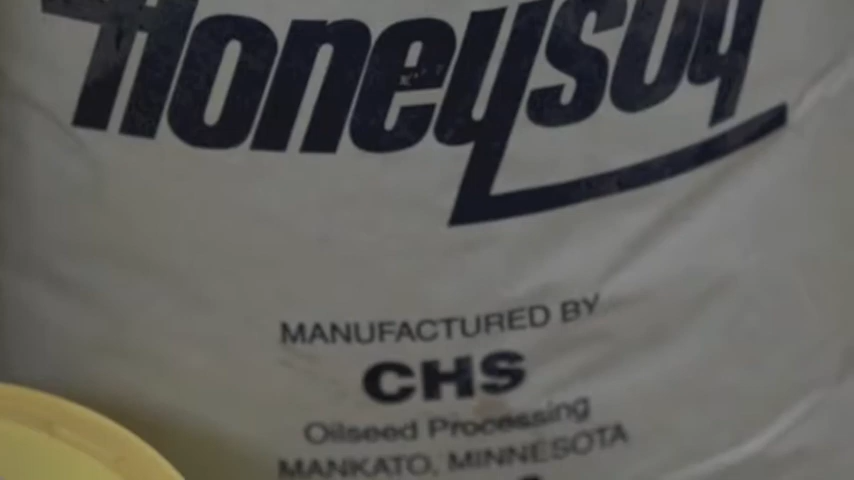 Honeysoy
MANUFACTURED BY
CHS
Oilseed Processing
MANKATO, MINNESOTA